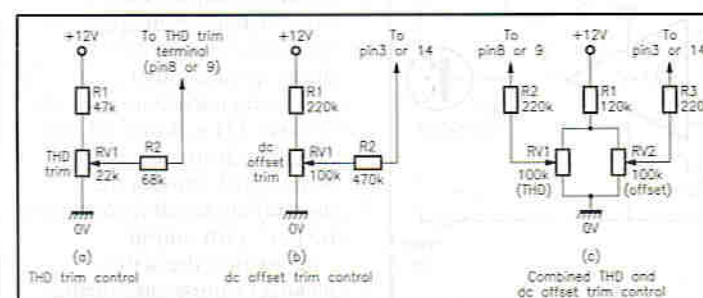 +12V
To THD trim
terminal
(pin8 or 9)
R1
47k
THD
trim
RV1
22k
R2
68k
0V
(a)
THD trim control
+12V
To
pin3 or 14
R1
220k
dc
offset
trim
RV1
100k
R2
470k
0V
(b)
dc offset trim control
To
pin8 or 9
+12V
To
pin3 or 14
R2
220k
R1
120k
R3
RV1
100k
(THD)
RV2
100k
(offset)
0V
(c)
Combined THD and
dc offset trim control